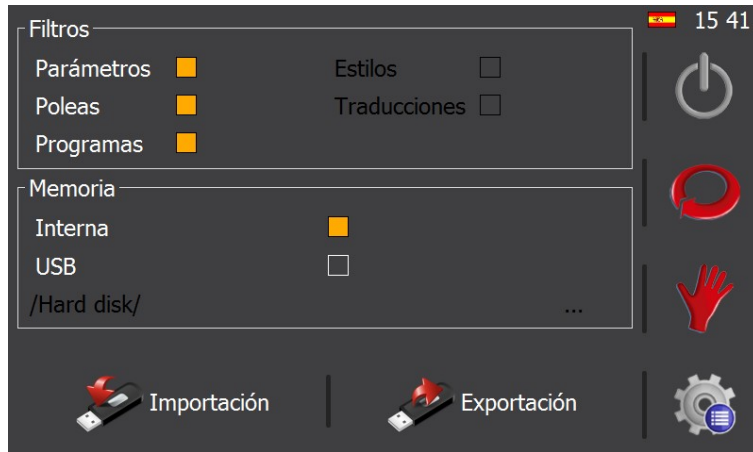 15 41
Filtros
Parámetros Estilos
Poleas Traducciones
Programas
Memoria
Interna
USB
/Hard disk/ ...
Importación Exportación